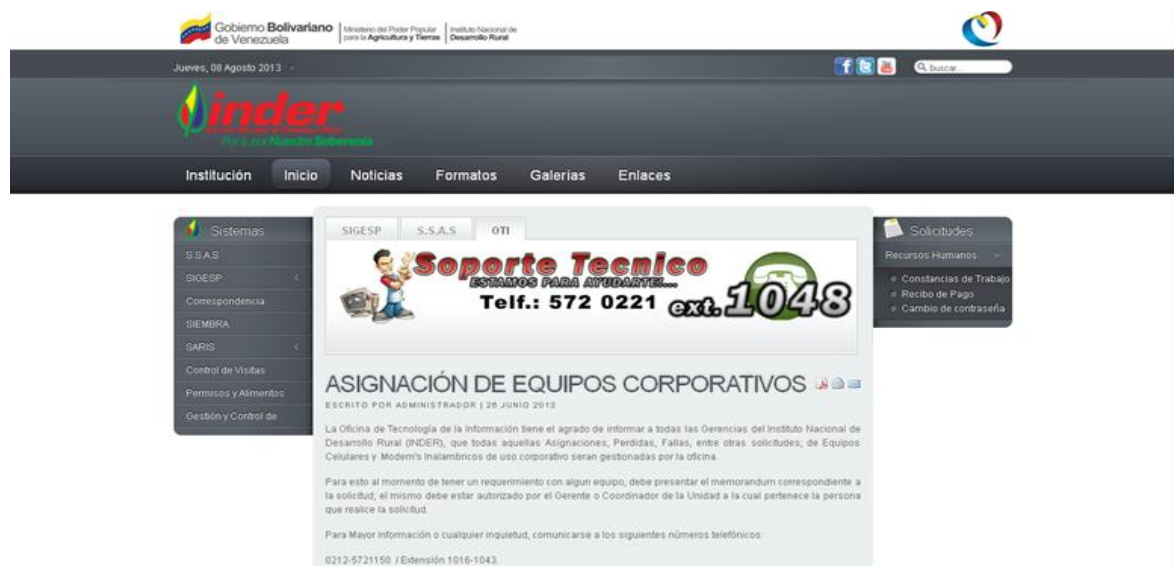 Gobierno Bolivariano
de Venezuela
Ministerio del Poder Popular
para la Agricultura y Tierras
Instituto Nacional de
Desarrollo Rural
Jueves, 08 Agosto 2013
buscar...
inder
Por y por Nuestra Soberanía
Institución
Inicio
Noticias
Formatos
Galerías
Enlaces
Sistemas
S.S.A.S
SIGESP
Correspondencia
SIEMBRA
SARIS
Control de Visitas
Permisos y Alimentos
Gestión y Control de
SIGESP
S.S.A.S
OTI
Soporte Tecnico
ESTAMOS PARA AYUDARTE!...
Telf.: 572 0221 ext. 1048
ASIGNACIÓN DE EQUIPOS CORPORATIVOS
ESCRITO POR ADMINISTRADOR | 26 JUNIO 2013
La Oficina de Tecnología de la Información tiene el agrado de informar a todas las Gerencias del Instituto Nacional de
Desarrollo Rural (INDER), que todas aquellas Asignaciones, Perdidas, Fallas, entre otras solicitudes; de Equipos
Celulares y Modem's Inalambricos de uso corporativo seran gestionadas por la oficina.
Para esto al momento de tener un requerimiento con algun equipo, debe presentar el memorandum correspondiente a
la solicitud; el mismo debe estar autorizado por el Gerente o Coordinador de la Unidad a la cual pertenece la persona
que realice la solicitud.
Para Mayor información o cualquier inquietud, comunicarse a los siguientes números telefónicos:
0212-5721150 / Extensión 1016-1043.
Solicitudes
Recursos Humanos
Constancias de Trabajo
Recibo de Pago
Cambio de contraseña